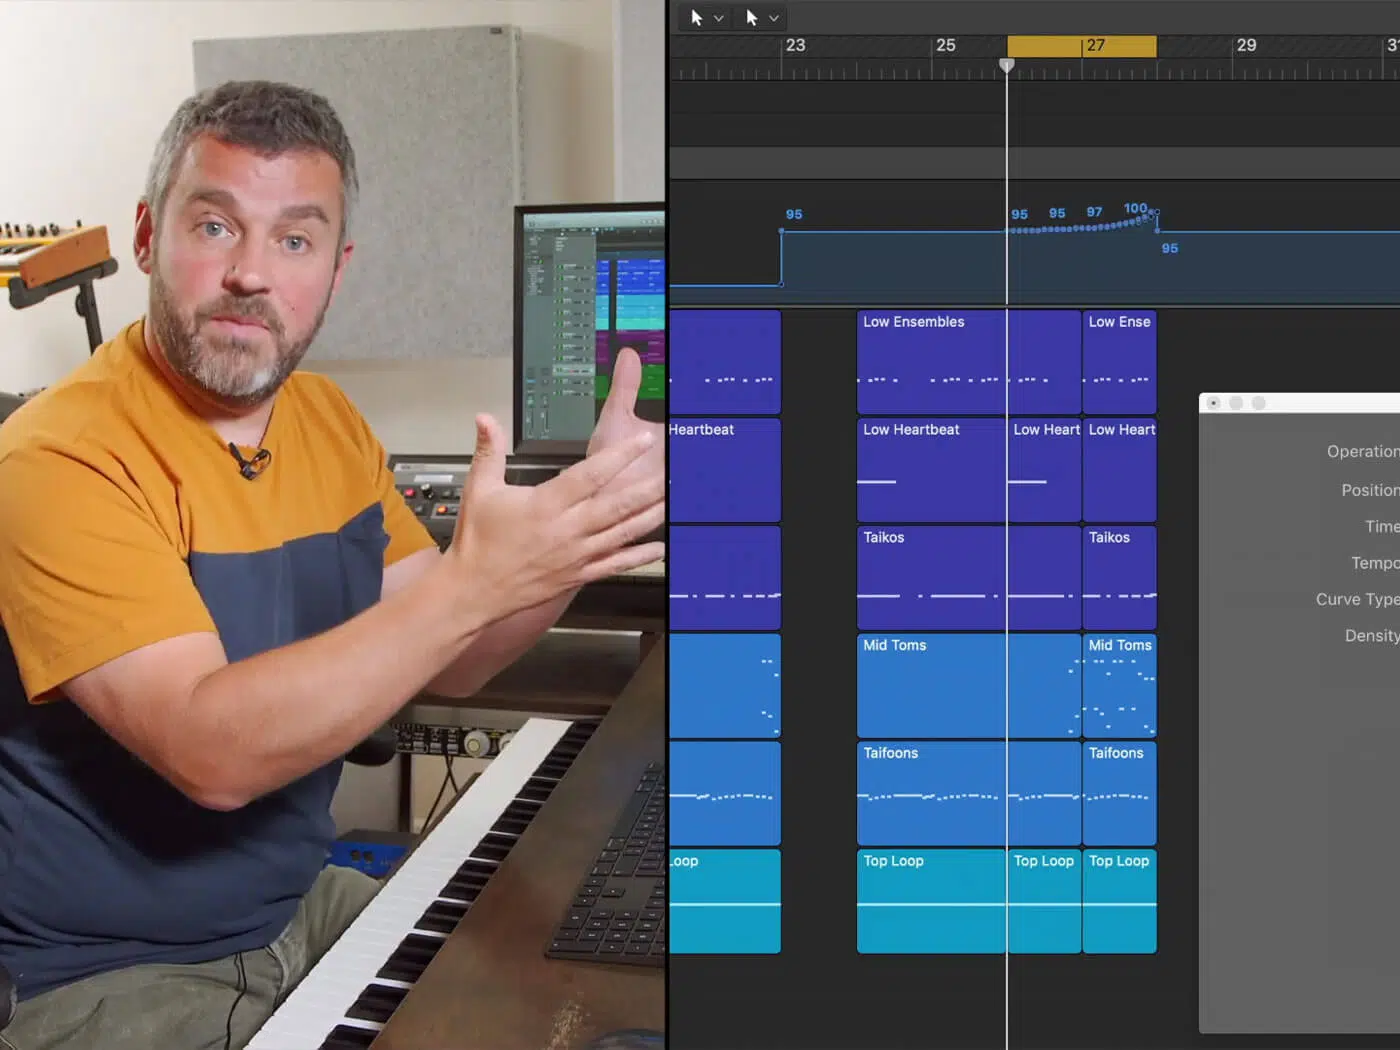 23 25 27 29 31
95 95 95 97 100
95
Low Ensembles Low Ense
Heartbeat Low Heartbeat Low Heart Low Heart
Taikos Taikos
Mid Toms Mid Toms
Taifoons Taifoons
Loop Top Loop Top Loop Top Loop
Operation
Position
Time
Tempo
Curve Type
Density